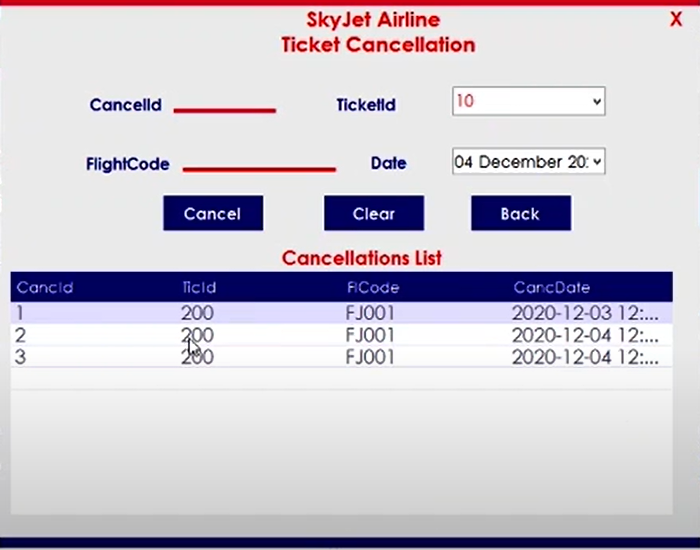 SkyJet Airline
X
Ticket Cancellation
CancelId
TicketId
10
FlightCode
Date
04 December 20
Cancel
Clear
Back
Cancellations List
CancId TicId FlCode CancDate
1 200 FJ001 2020-12-03 12:...
2 200 FJ001 2020-12-04 12:...
3 200 FJ001 2020-12-04 12:...